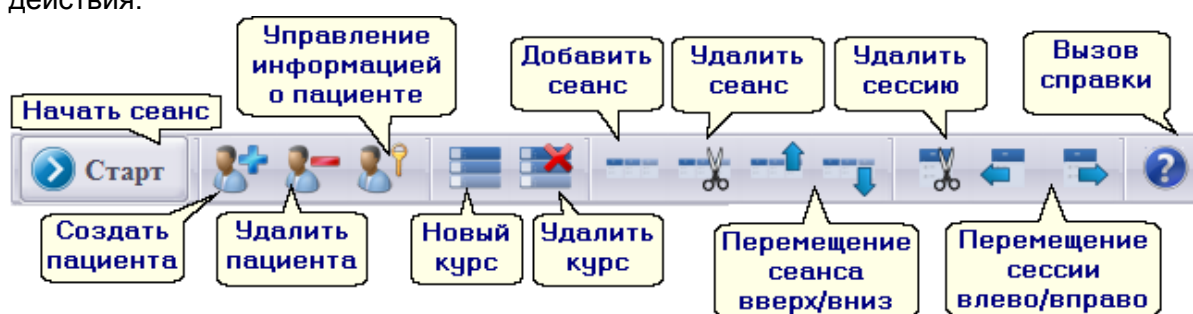 действия:
Управление
информацией
о пациенте
Добавить
сеанс
Удалить
сеанс
Удалить
сессию
Вызов
справки
Начать сеанс
Старт
Создать
пациента
Удалить
пациента
Новый
курс
Удалить
курс
Перемещение
сеанса
вверх/вниз
Перемещение
сессии
влево/вправо